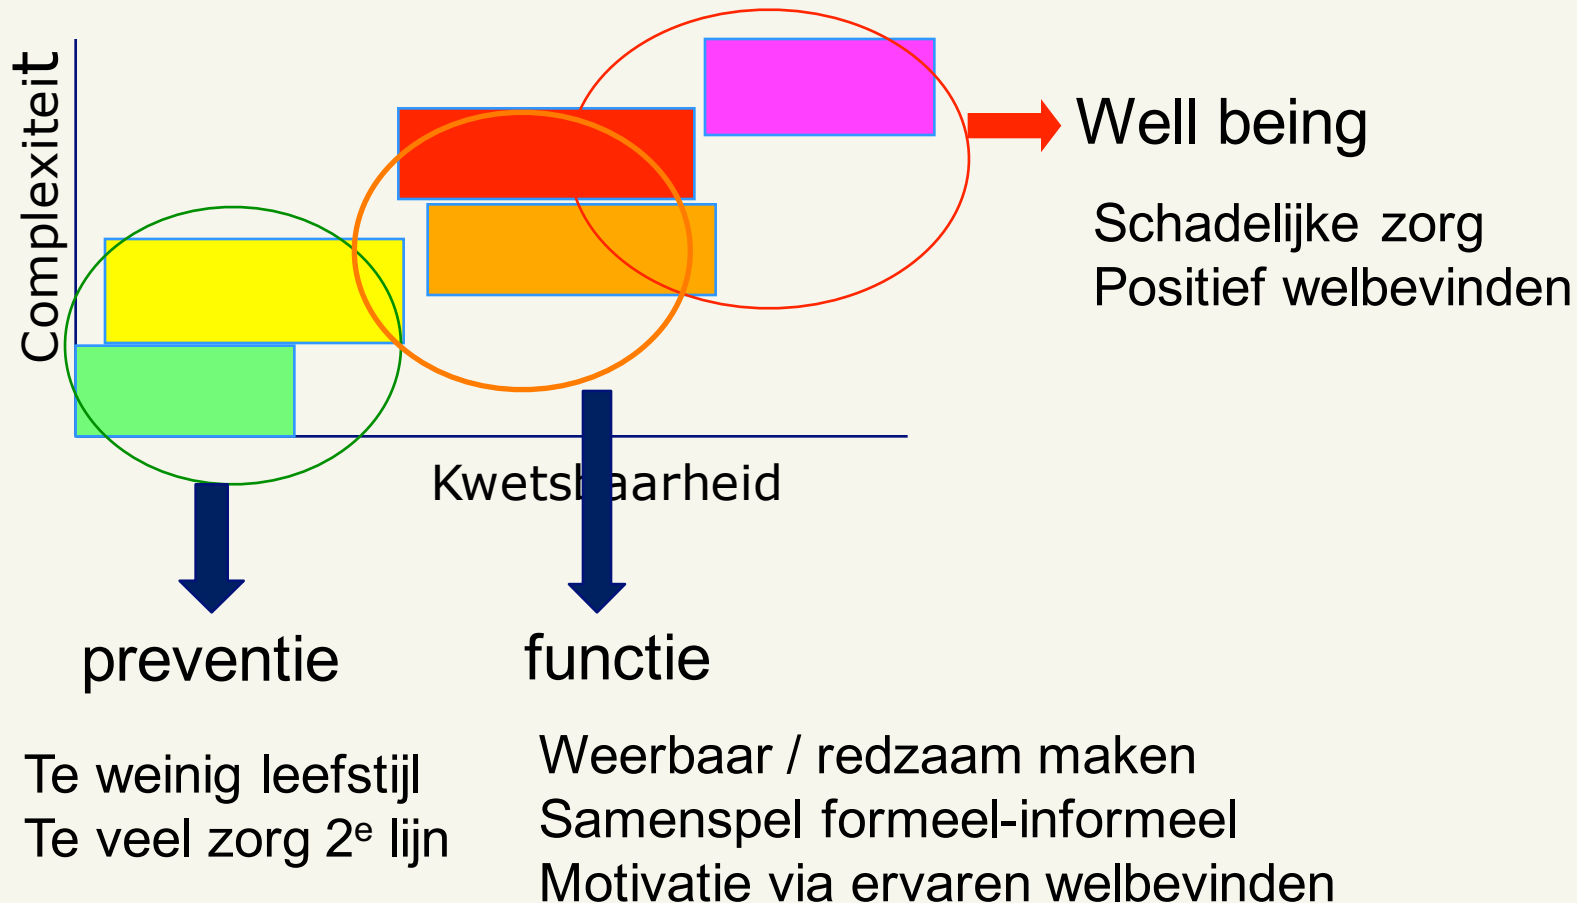 Complexiteit
Well being
Schadelijke zorg
Positief welbevinden
Kwetsbaarheid
preventie
functie
Te weinig leefstijl
Te veel zorg 2e lijn
Weerbaar / redzaam maken
Samenspel formeel-informeel
Motivatie via ervaren welbevinden